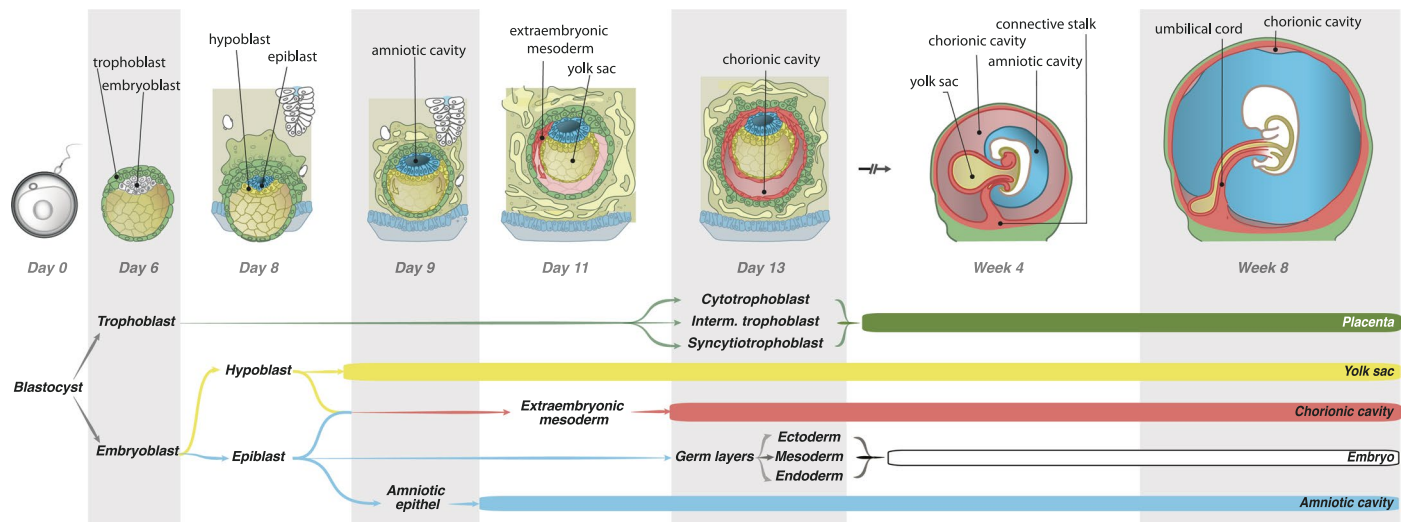 trophoblast
embryoblast
hypoblast
epiblast
amniotic cavity
extraembryonic
mesoderm
yolk sac
chorionic cavity
connective stalk
chorionic cavity
amniotic cavity
yolk sac
umbilical cord
chorionic cavity
Day 0
Day 6
Day 8
Day 9
Day 11
Day 13
Week 4
Week 8
Blastocyst
Trophoblast
Cytotrophoblast
Interm. trophoblast
Syncytiotrophoblast
Placenta
Hypoblast
Yolk sac
Extraembryonic
mesoderm
Chorionic cavity
Embryoblast
Epiblast
Germ layers
Ectoderm
Mesoderm
Endoderm
Embryo
Amniotic
epithel
Amniotic cavity